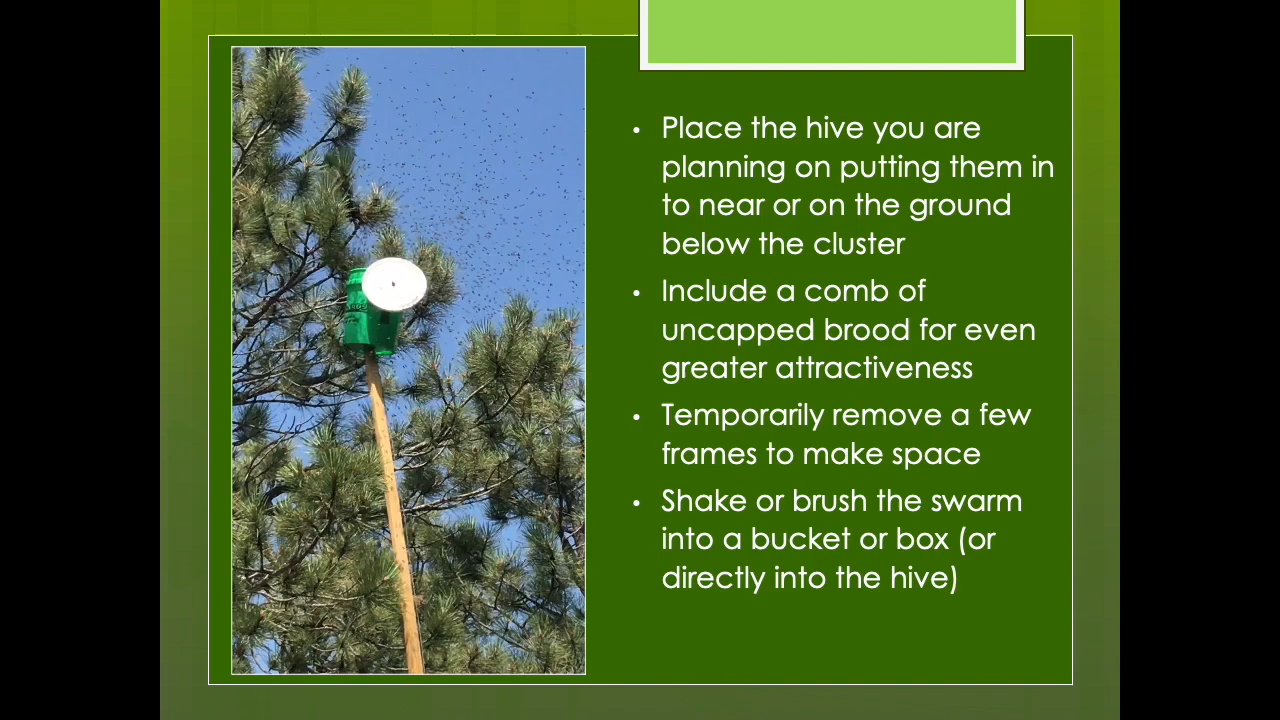 • Place the hive you are
planning on putting them in
to near or on the ground
below the cluster
• Include a comb of
uncapped brood for even
greater attractiveness
• Temporarily remove a few
frames to make space
• Shake or brush the swarm
into a bucket or box (or
directly into the hive)